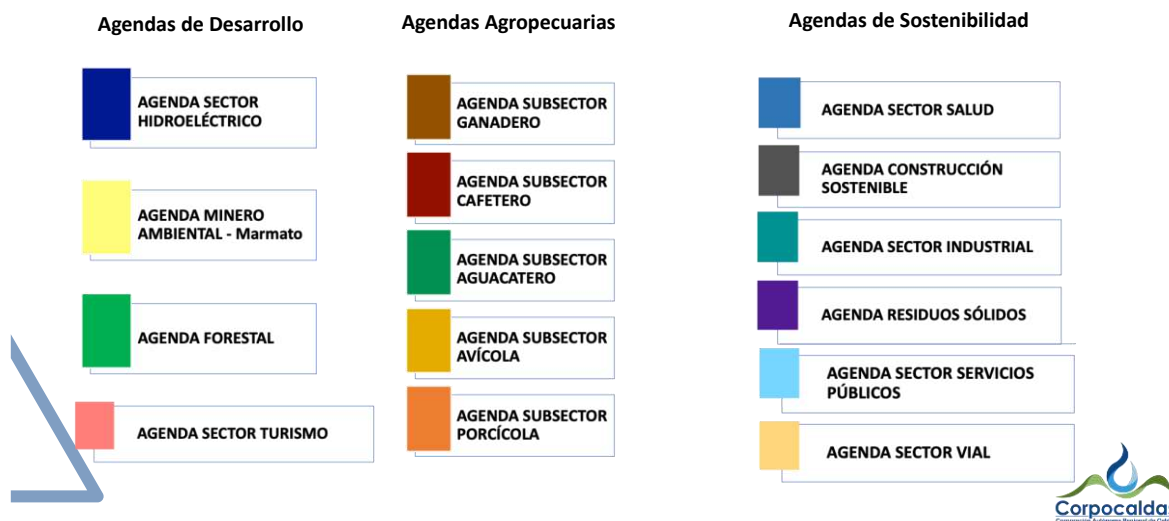 Agendas de Desarrollo
AGENDA SECTOR
HIDROELÉCTRICO
AGENDA MINERO
AMBIENTAL - Marmato
AGENDA FORESTAL
AGENDA SECTOR TURISMO
Agendas Agropecuarias
AGENDA SUBSECTOR
GANADERO
AGENDA SUBSECTOR
CAFETERO
AGENDA SUBSECTOR
AGUACATERO
AGENDA SUBSECTOR
AVÍCOLA
AGENDA SUBSECTOR
PORCÍCOLA
Agendas de Sostenibilidad
AGENDA SECTOR SALUD
AGENDA CONSTRUCCIÓN
SOSTENIBLE
AGENDA SECTOR INDUSTRIAL
AGENDA RESIDUOS SÓLIDOS
AGENDA SECTOR SERVICIOS
PÚBLICOS
AGENDA SECTOR VIAL
Corpocalda